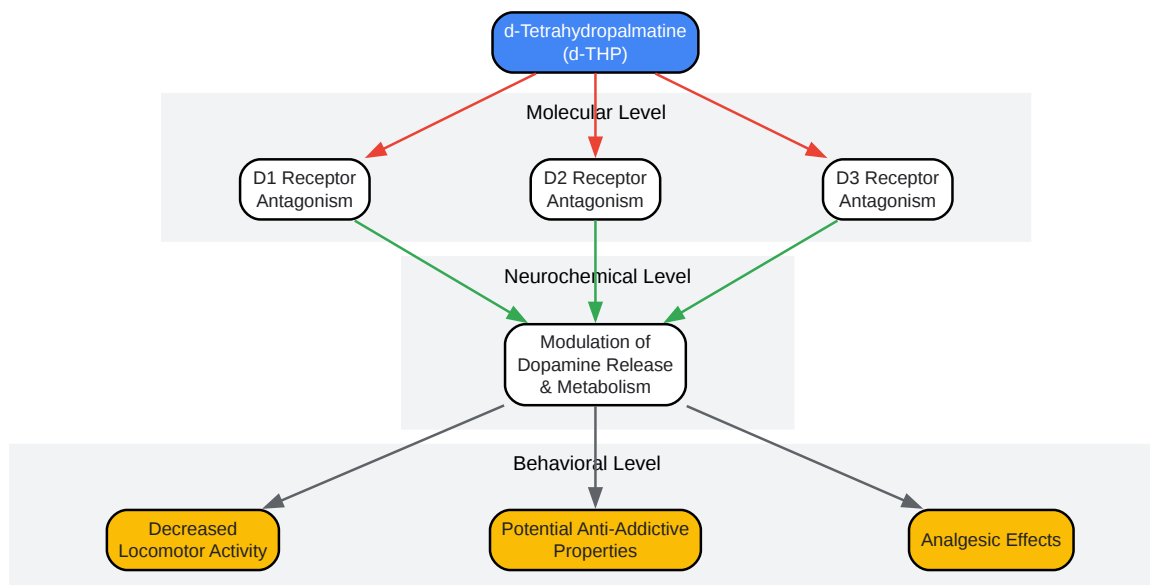 d-Tetrahydropalmatine
(d-THP)
Molecular Level
D1 Receptor
Antagonism
D2 Receptor
Antagonism
D3 Receptor
Antagonism
Neurochemical Level
Modulation of
Dopamine Release
& Metabolism
Behavioral Level
Decreased
Locomotor Activity
Potential Anti-Addictive
Properties
Analgesic Effects